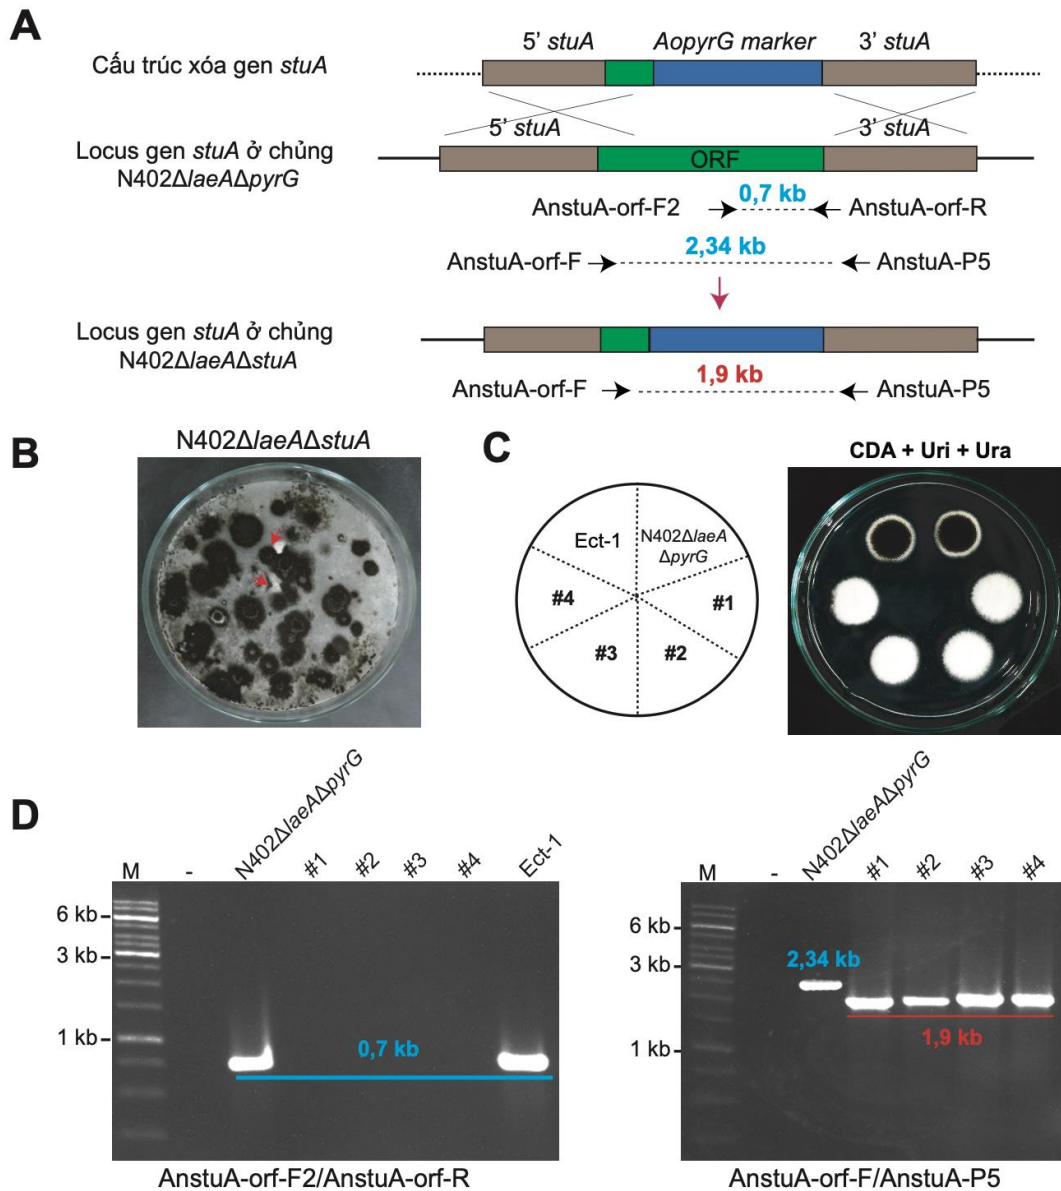 A
5' stuA
AopyrG marker
3' stuA
Cấu trúc xóa gen stuA
5' stuA
3' stuA
Locus gen stuA ở chủng
N402ΔlaeAΔpyrG
ORF
0,7 kb
AnstuA-orf-F2
AnstuA-orf-R
2,34 kb
AnstuA-orf-F
AnstuA-P5
Locus gen stuA ở chủng
N402ΔlaeAΔstuA
1,9 kb
AnstuA-orf-F
AnstuA-P5
B
N402ΔlaeAΔstuA
C
CDA + Uri + Ura
Ect-1
N402ΔlaeA
ΔpyrG
#4
#1
#3
#2
D
M
-
N402ΔlaeAΔpyrG
#1
#2
#3
#4
Ect-1
6 kb
3 kb
1 kb
0,7 kb
AnstuA-orf-F2/AnstuA-orf-R
M
-
N402ΔlaeAΔpyrG
#1
#2
#3
#4
6 kb
3 kb
2,34 kb
1 kb
1,9 kb
AnstuA-orf-F/AnstuA-P5